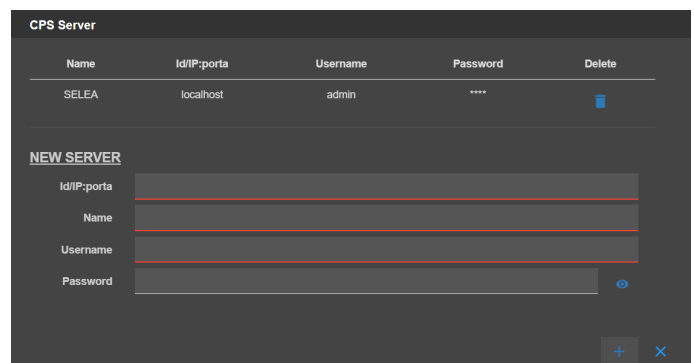 CPS Server
Name Id/IP:porta Username Password Delete
SELEA localhost admin ****
NEW SERVER
Id/IP:porta
Name
Username
Password